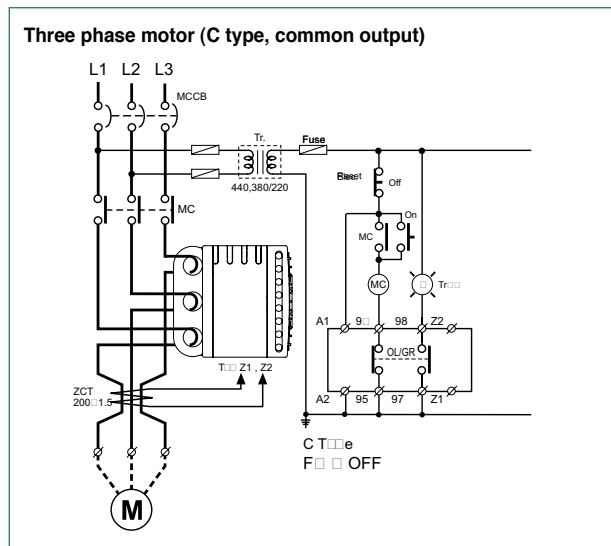 Three phase motor (C type, common output)
L1 L2 L3
MCCB
Tr.
Fuse
440,380/220
Off
On
MC
MC
MC
A1 98 Z2
OL/GR
A2 95 97 Z1
Z1 , Z2
ZCT
C
OFF
M